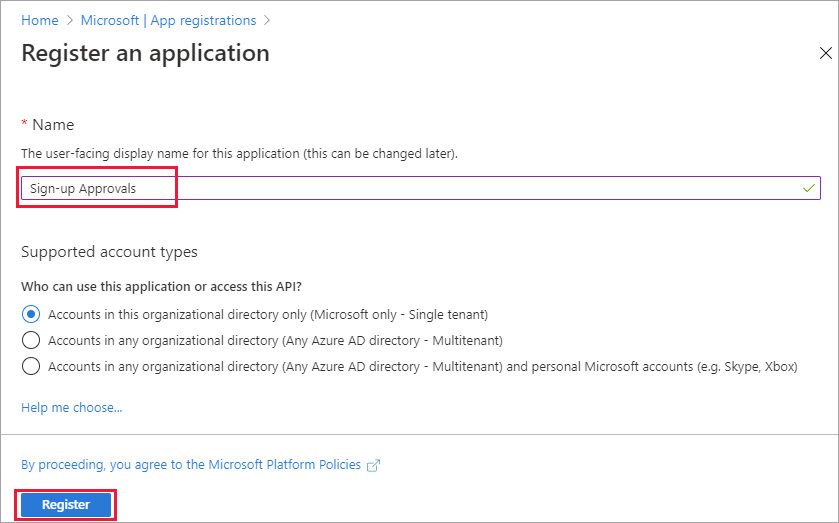 Home > Microsoft | App registrations >
Register an application
* Name
The user-facing display name for this application (this can be changed later).
Sign-up Approvals
Supported account types
Who can use this application or access this API?
Accounts in this organizational directory only (Microsoft only - Single tenant)
Accounts in any organizational directory (Any Azure AD directory - Multitenant)
Accounts in any organizational directory (Any Azure AD directory - Multitenant) and personal Microsoft accounts (e.g. Skype, Xbox)
Help me choose...
By proceeding, you agree to the Microsoft Platform Policies
Register